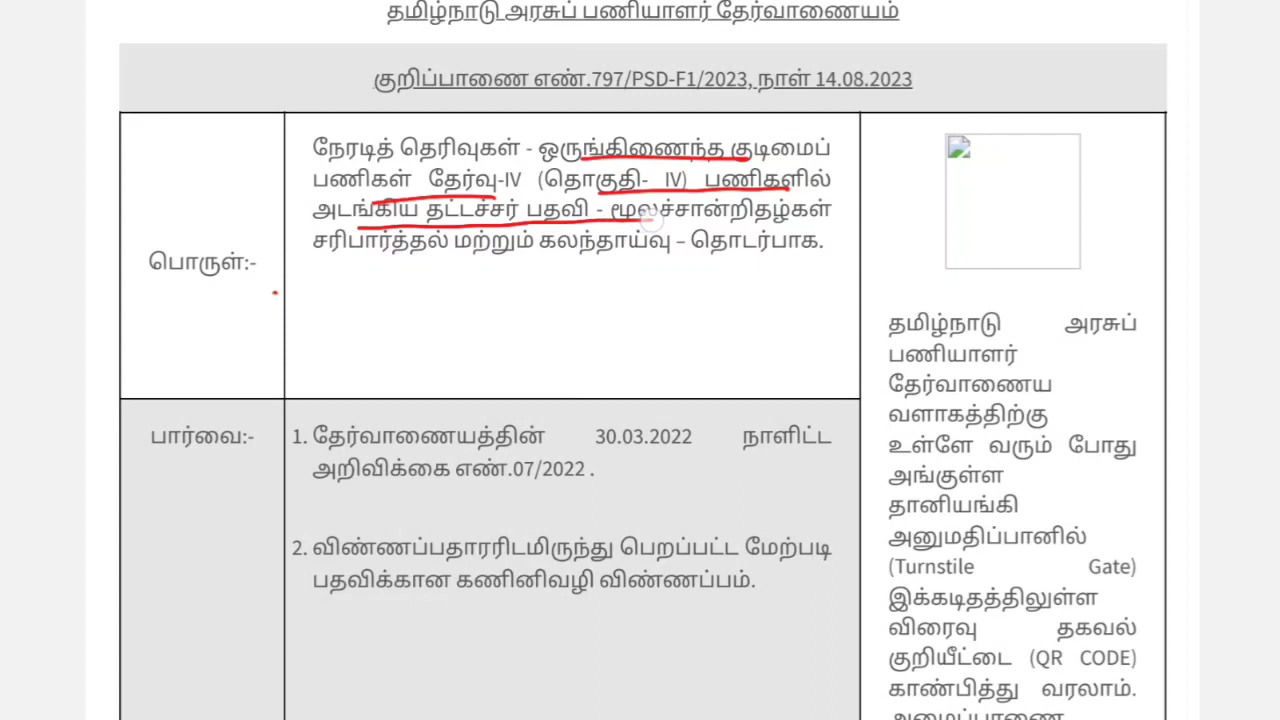 தமிழ்நாடு அரசுப் பணியாளர் தேர்வாணையம்
குறிப்பாணை எண்.797/PSD-F1/2023, நாள் 14.08.2023
நேரடித் தெரிவுகள் - ஒருங்கிணைந்த குடிமைப்
பணிகள் தேர்வு-IV (தொகுதி- IV) பணிகளில்
அடங்கிய தட்டச்சர் பதவி - மூலச்சான்றிதழ்கள்
சரிபார்த்தல் மற்றும் கலந்தாய்வு – தொடர்பாக.
பொருள்:-
பார்வை:-
1. தேர்வாணையத்தின் 30.03.2022 நாளிட்ட
அறிவிக்கை எண்.07/2022 .
2. விண்ணப்பதாரரிடமிருந்து பெறப்பட்ட மேற்படி
பதவிக்கான கணினிவழி விண்ணப்பம்.
தமிழ்நாடு அரசுப்
பணியாளர்
தேர்வாணைய
வளாகத்திற்கு
உள்ளே வரும் போது
அங்குள்ள
தானியங்கி
அனுமதிப்பானில்
(Turnstile Gate)
இக்கடிதத்திலுள்ள
விரைவு தகவல்
குறியீட்டை (QR CODE)
காண்பித்து வரலாம்.